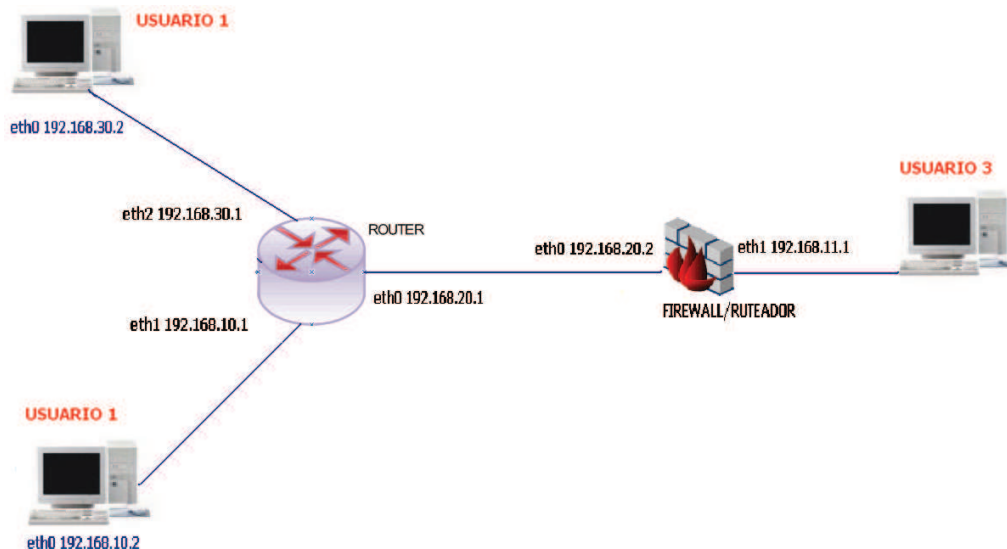 USUARIO 1
eth0 192.168.30.2
eth2 192.168.30.1
ROUTER
USUARIO 3
eth0 192.168.20.2
eth1 192.168.11.1
eth0 192.168.20.1
FIREWALL/RUTEADOR
eth1 192.168.10.1
USUARIO 1
eth0 192.168.10.2